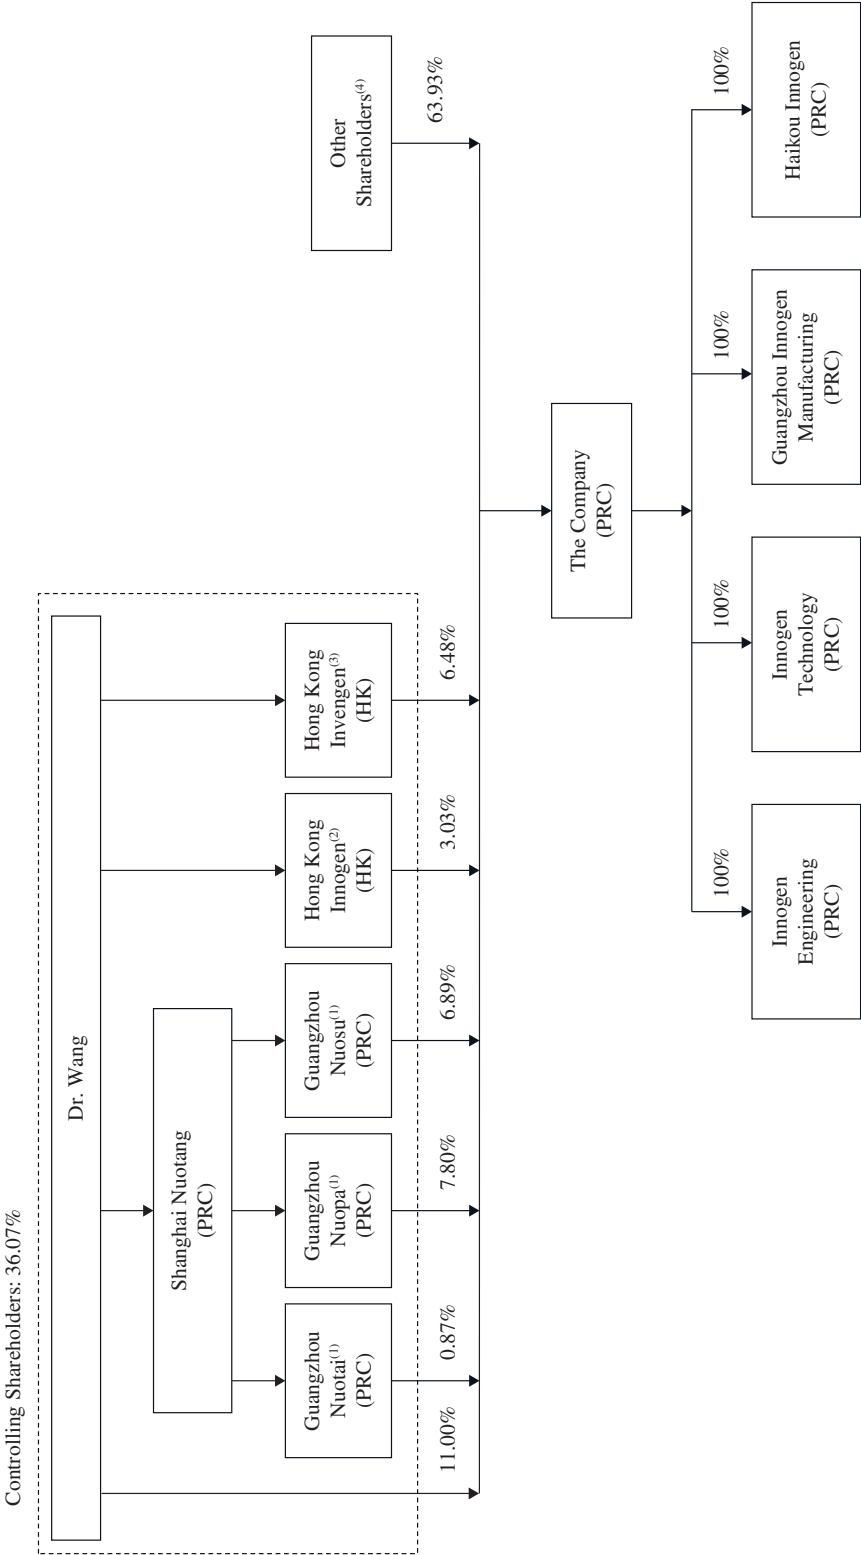 Controlling Shareholders: 36.07%
Dr. Wang
Shanghai Nuotang
(PRC)
Guangzhou
Nuotai(1)
(PRC)
Guangzhou
Nuopa(1)
(PRC)
Guangzhou
Nuosu(1)
(PRC)
Hong Kong
Innogen(2)
(HK)
Hong Kong
Invengen(3)
(HK)
Other
Shareholders(4)
11.00%
0.87%
7.80%
6.89%
3.03%
6.48%
63.93%
The Company
(PRC)
100%
100%
100%
100%
Innogen
Engineering
(PRC)
Innogen
Technology
(PRC)
Guangzhou Innogen
Manufacturing
(PRC)
Haikou Innogen
(PRC)